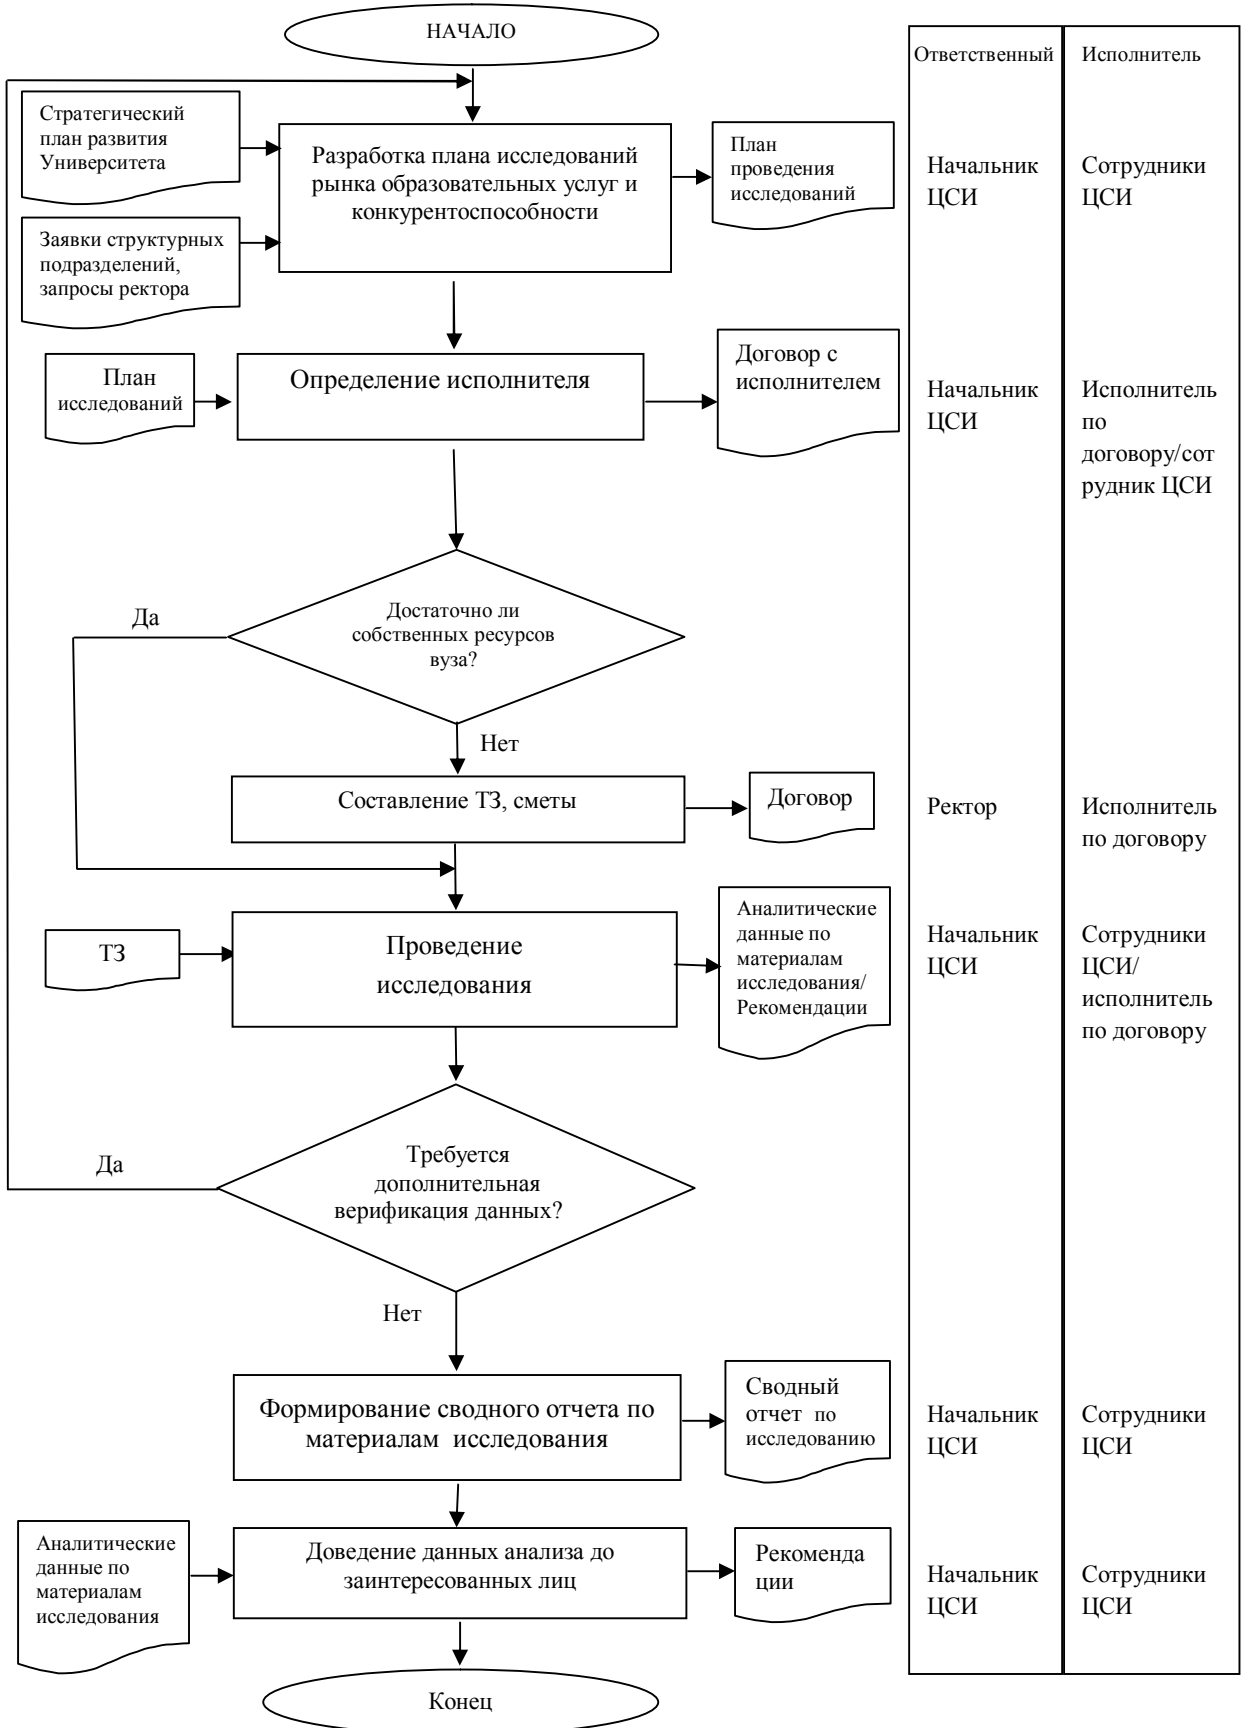 НАЧАЛО
Ответственный
Исполнитель
Стратегический
план развития
Университета
Разработка плана исследований
рынка образовательных услуг и
конкурентоспособности
План
проведения
исследований
Начальник
ЦСИ
Сотрудники
ЦСИ
Заявки структурных
подразделений,
запросы ректора
План
исследований
Определение исполнителя
Договор с
исполнителем
Начальник
ЦСИ
Исполнитель
по
договору/сот
рудник ЦСИ
Достаточно ли
собственных ресурсов
вуза?
Да
Нет
Составление ТЗ, сметы
Договор
Ректор
Исполнитель
по договору
ТЗ
Проведение
исследования
Аналитические
данные по
материалам
исследования/
Рекомендации
Начальник
ЦСИ
Сотрудники
ЦСИ/
исполнитель
по договору
Требуется
дополнительная
верификация данных?
Да
Нет
Формирование сводного отчета по
материалам исследования
Сводный
отчет по
исследованию
Начальник
ЦСИ
Сотрудники
ЦСИ
Аналитические
данные по
материалам
исследования
Доведение данных анализа до
заинтересованных лиц
Рекоменда
ции
Начальник
ЦСИ
Сотрудники
ЦСИ
Конец